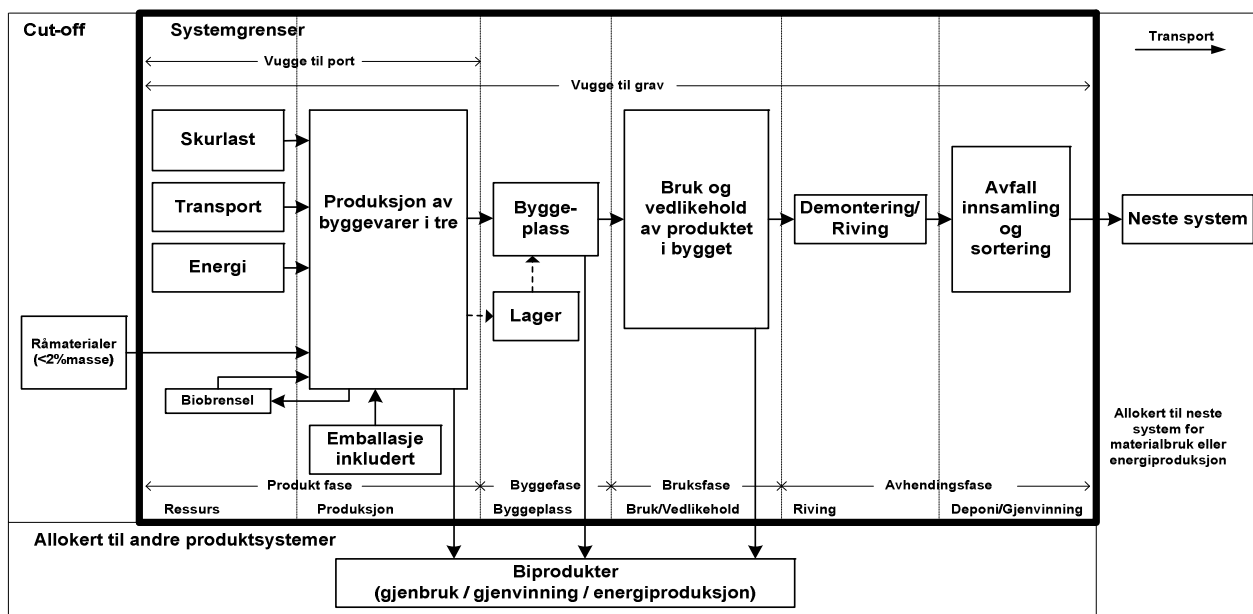 Cut-off
Systemgrenser
Transport
Vugge til port
Vugge til grav
Skurlast
Transport
Energi
Produksjon av
byggevarer i tre
Bygge-
plass
Lager
Bruk og
vedlikehold
av produktet
i bygget
Demontering/
Riving
Avfall
innsamling
og
sortering
Neste system
Råmaterialer
(<2%masse)
Biobrensel
Emballasje
inkludert
Allokert til neste
system for
materialbruk eller
energiproduksjon
Produkt fase
Byggefase
Bruksfase
Avhendingsfase
Ressurs
Produksjon
Byggeplass
Bruk/Vedlikehold
Riving
Deponi/Gjenvinning
Allokert til andre produktsystemer
Biprodukter
(gjenbruk / gjenvinning / energiproduksjon)